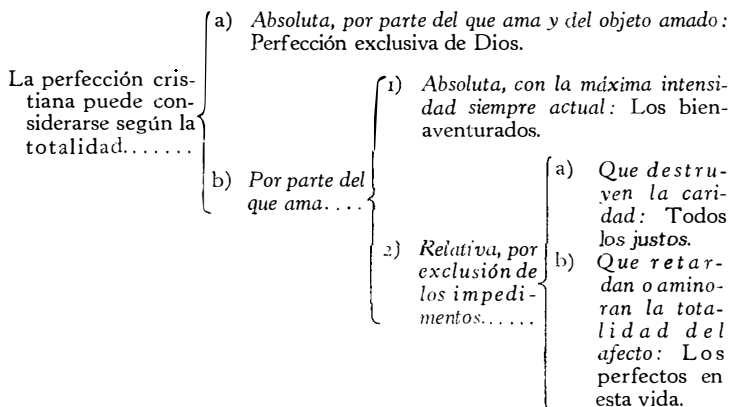 a) Absoluta, por parte del que ama y del objeto amado:
Perfección exclusiva de Dios.
La perfección cris-
tiana puede con-
siderarse según la
totalidad.......
b) Por parte del
que ama....
1) Absoluta, con la máxima intensi-
dad siempre actual: Los bien-
aventurados.
2) Relativa, por
exclusión de
los impedi-
mentos......
a) Que destru-
yen la cari-
dad: Todos
los justos.
b) Que retar-
dan o amino-
ran la tota-
lidad del
afecto: Los
perfectos en
esta vida.